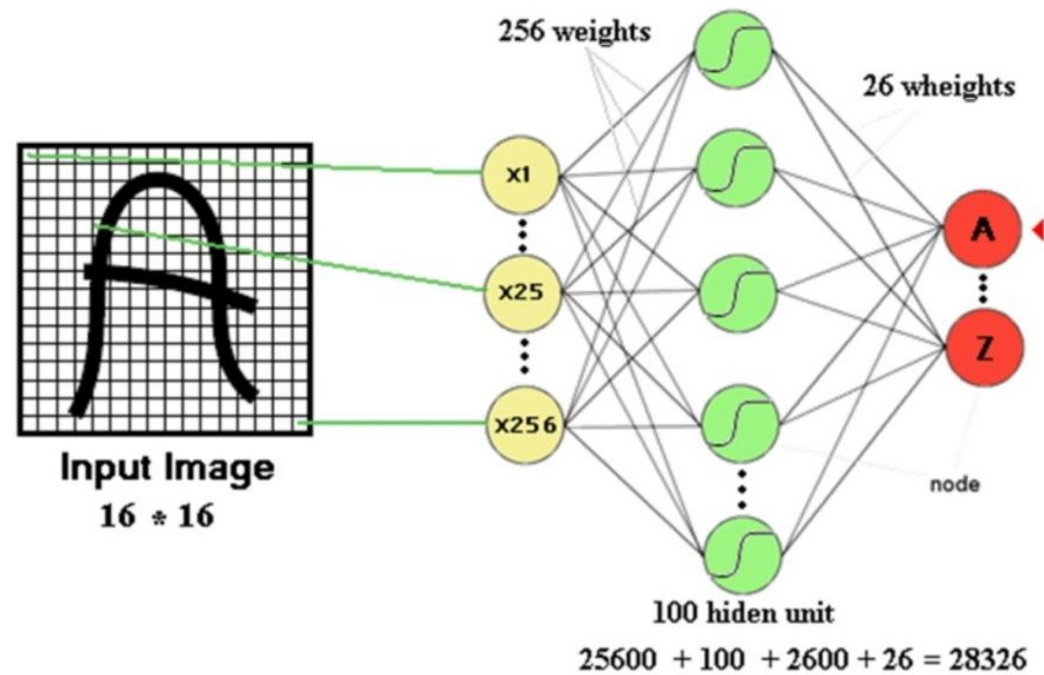 256 weights
26 wheights
x1
x25
x256
A
Z
node
Input Image
16 * 16
100 hiden unit
25600 + 100 + 2600 + 26 = 28326